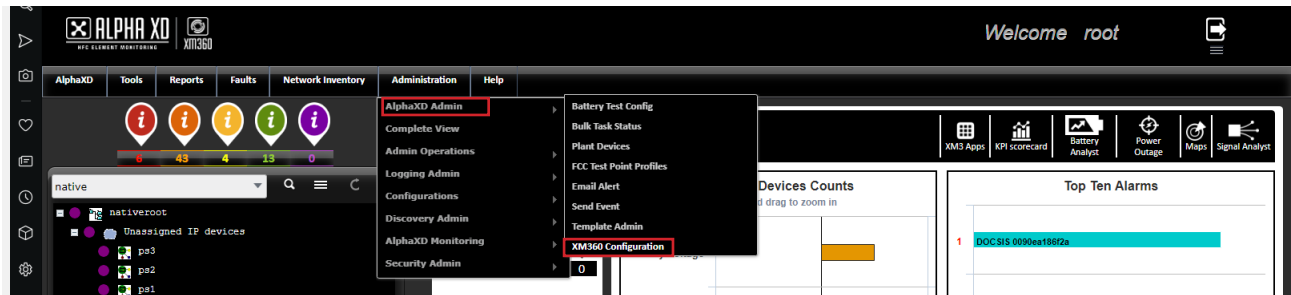 ALPHA XD
HFC ELEMENT MONITORING
XM360
Welcome root
AlphaXD Tools Reports Faults Network Inventory Administration Help
6 43 4 13 0
native
nativeroot
Unassigned IP devices
ps3
ps2
ps1
AlphaXD Admin
Complete View
Admin Operations
Logging Admin
Configurations
Discovery Admin
AlphaXD Monitoring
Security Admin
Battery Test Config
Bulk Task Status
Plant Devices
FCC Test Point Profiles
Email Alert
Send Event
Template Admin
XM360 Configuration
0
XM3 Apps
KPI scorecard
Battery Analyst
Power Outage
Maps
Signal Analyst
Devices Counts
d drag to zoom in
Top Ten Alarms
1 DOCSIS 0090ea186f2a